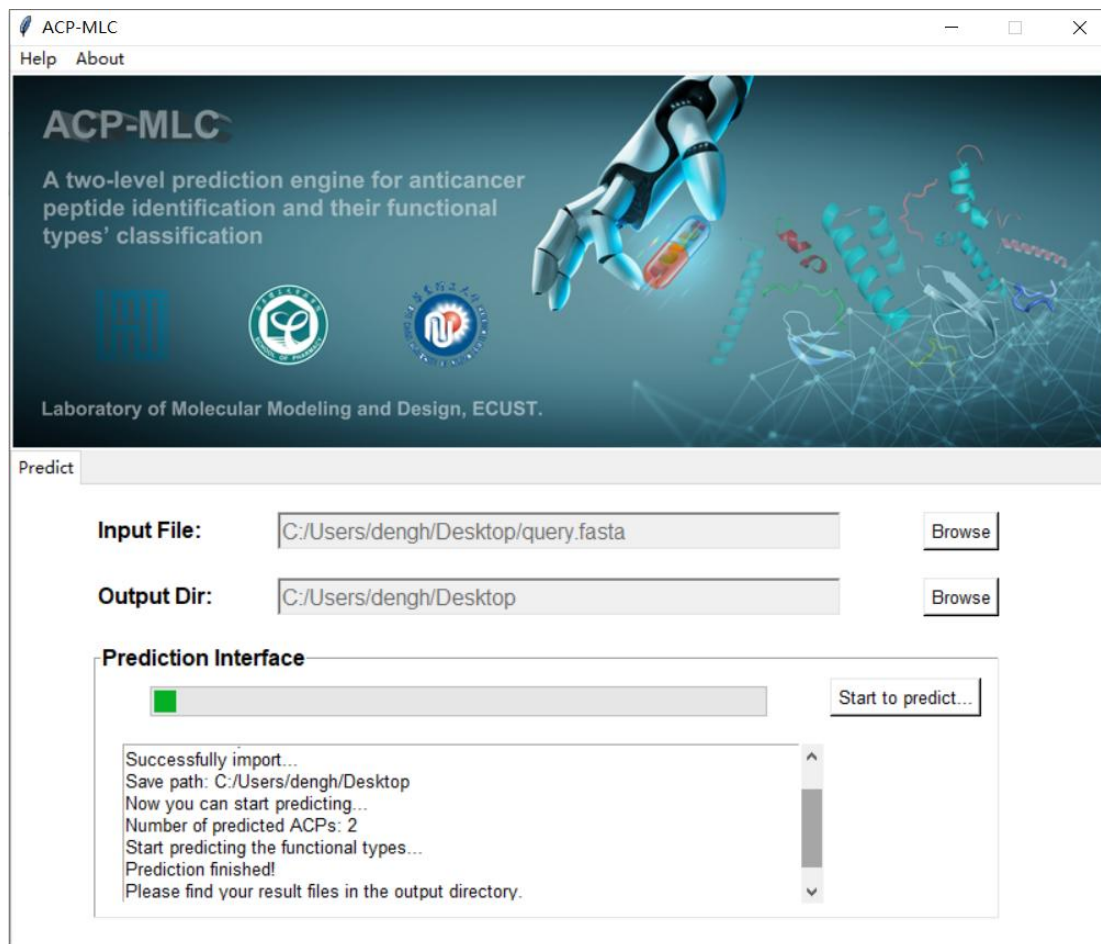 ACP-MLC
Help About
ACP-MLC
A two-level prediction engine for anticancer
peptide identification and their functional
types' classification
SCHOOL OF PHARMACY
Laboratory of Molecular Modeling and Design, ECUST.
Predict
Input File: C:/Users/dengh/Desktop/query.fasta Browse
Output Dir: C:/Users/dengh/Desktop Browse
Prediction Interface
Start to predict...
Successfully import...
Save path: C:/Users/dengh/Desktop
Now you can start predicting...
Number of predicted ACPs: 2
Start predicting the functional types...
Prediction finished!
Please find your result files in the output directory.